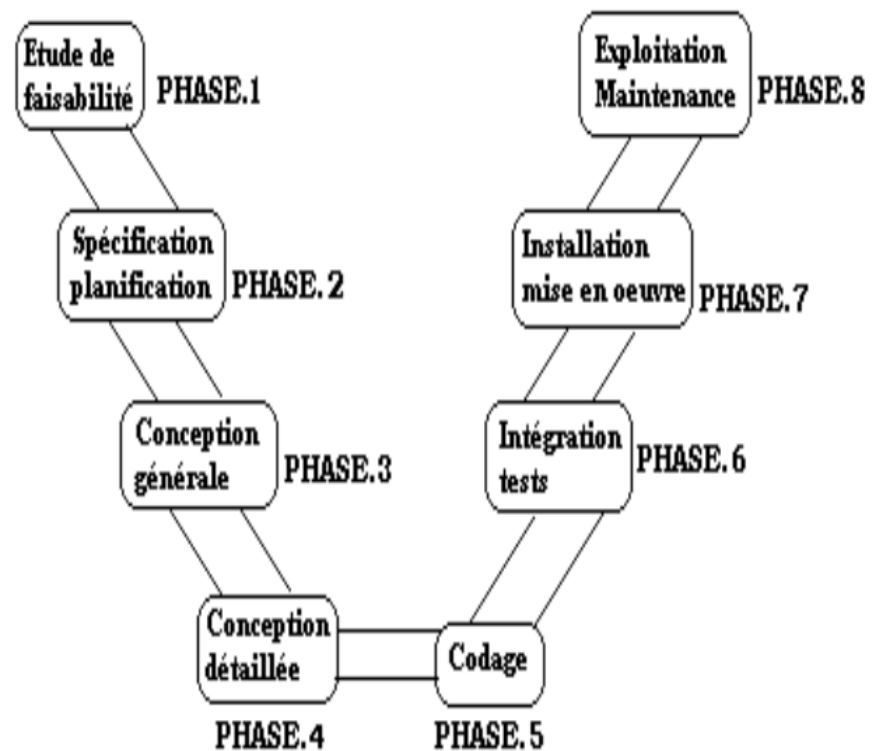 Etude de
faisabilité
PHASE.1
Spécification
planification
PHASE.2
Conception
générale
PHASE.3
Conception
détaillée
PHASE.4
Codage
PHASE.5
Intégration
tests
PHASE.6
Installation
mise en oeuvre
PHASE.7
Exploitation
Maintenance
PHASE.8